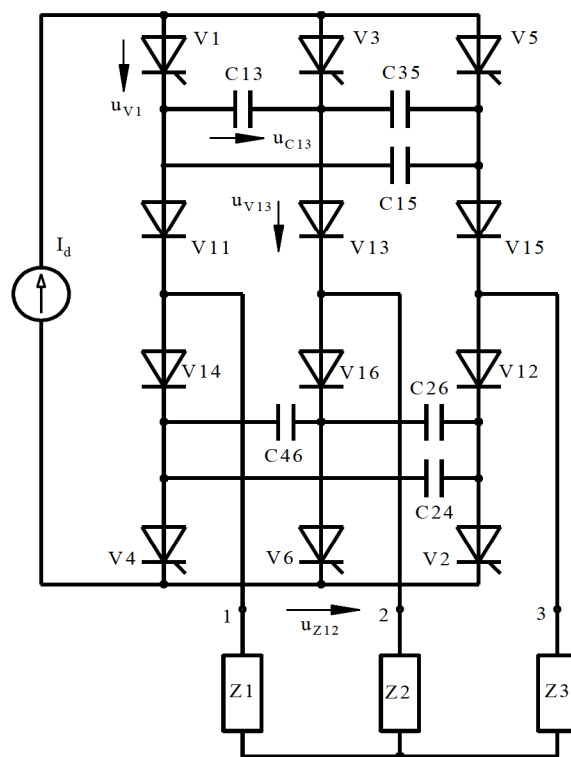 V1 V3 V5
C13 C35
u_V1
u_C13
C15
u_V13
I_d
V11 V13 V15
V14 V16 V12
C26
C46
C24
V4 V6 V2
1 2 3
u_Z12
Z1 Z2 Z3